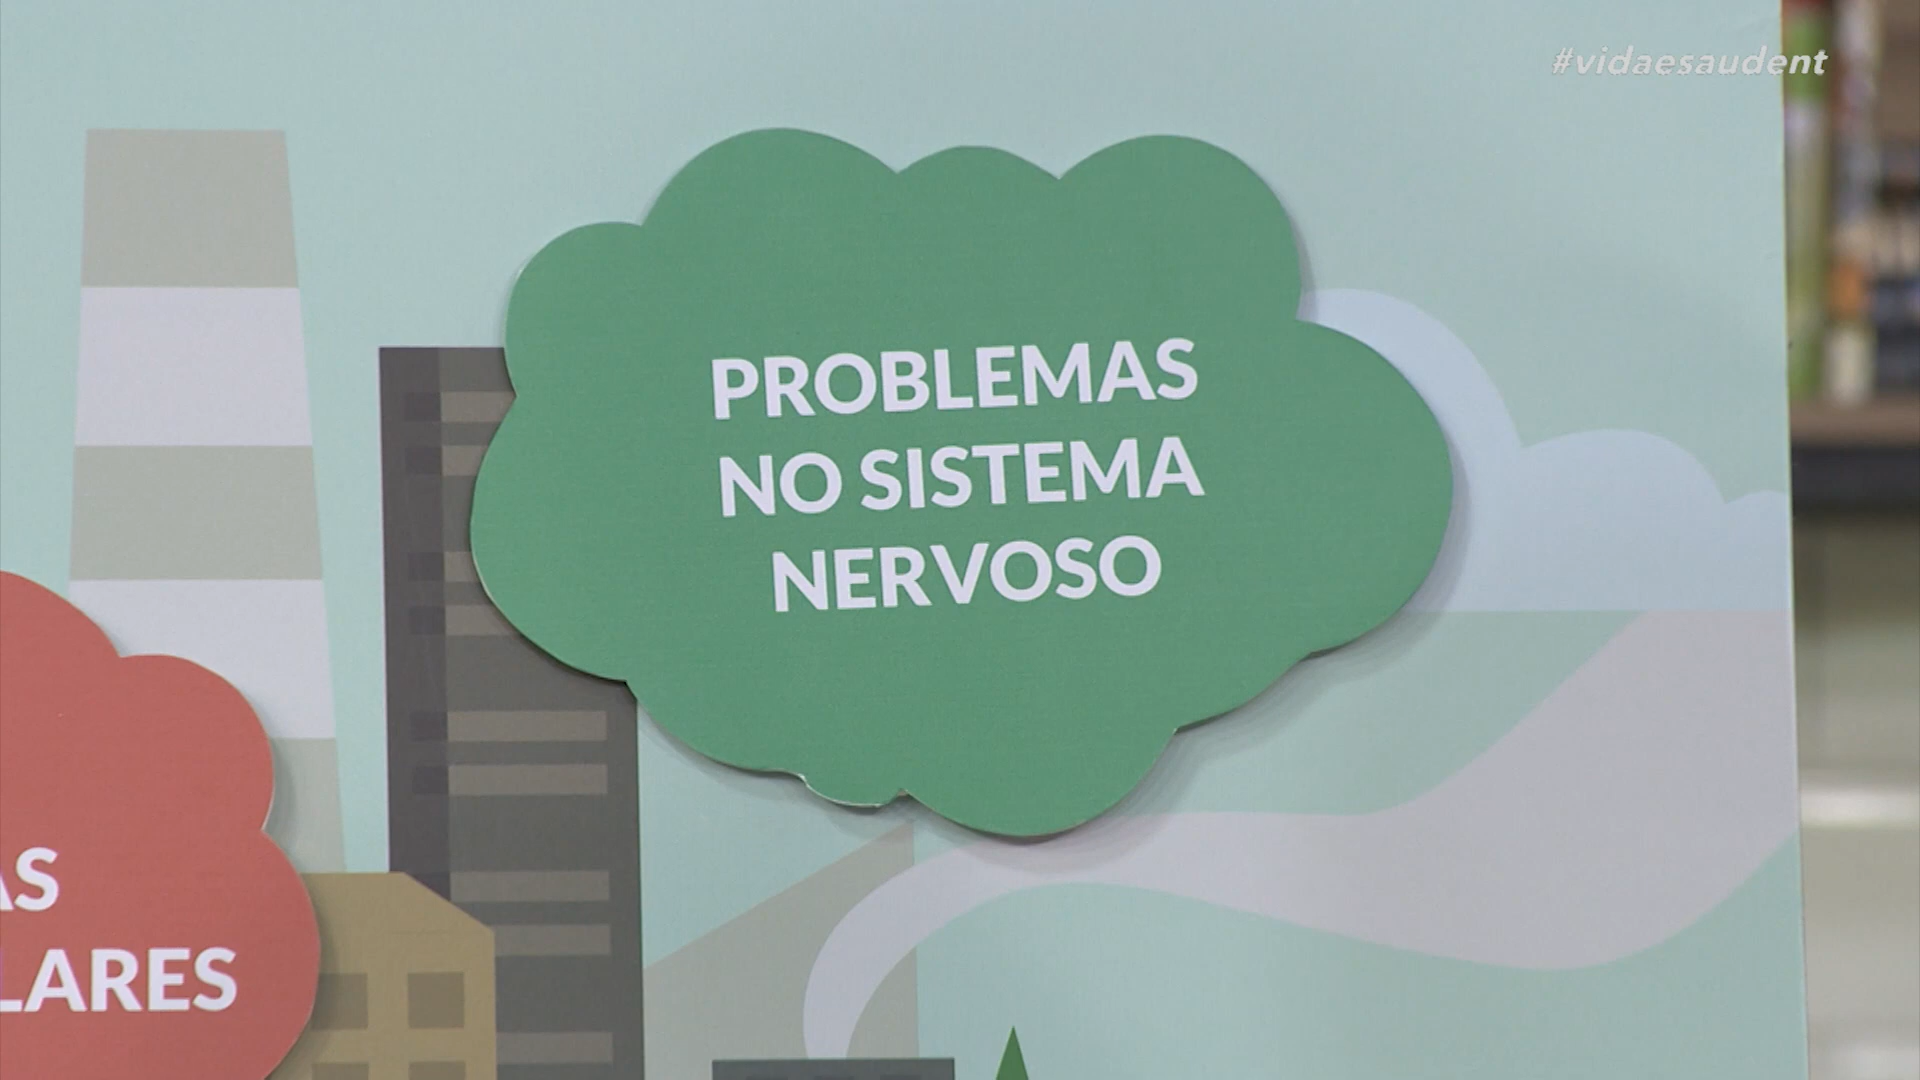 #vidaesaudent
PROBLEMAS
NO SISTEMA
NERVOSO
AS
LARES